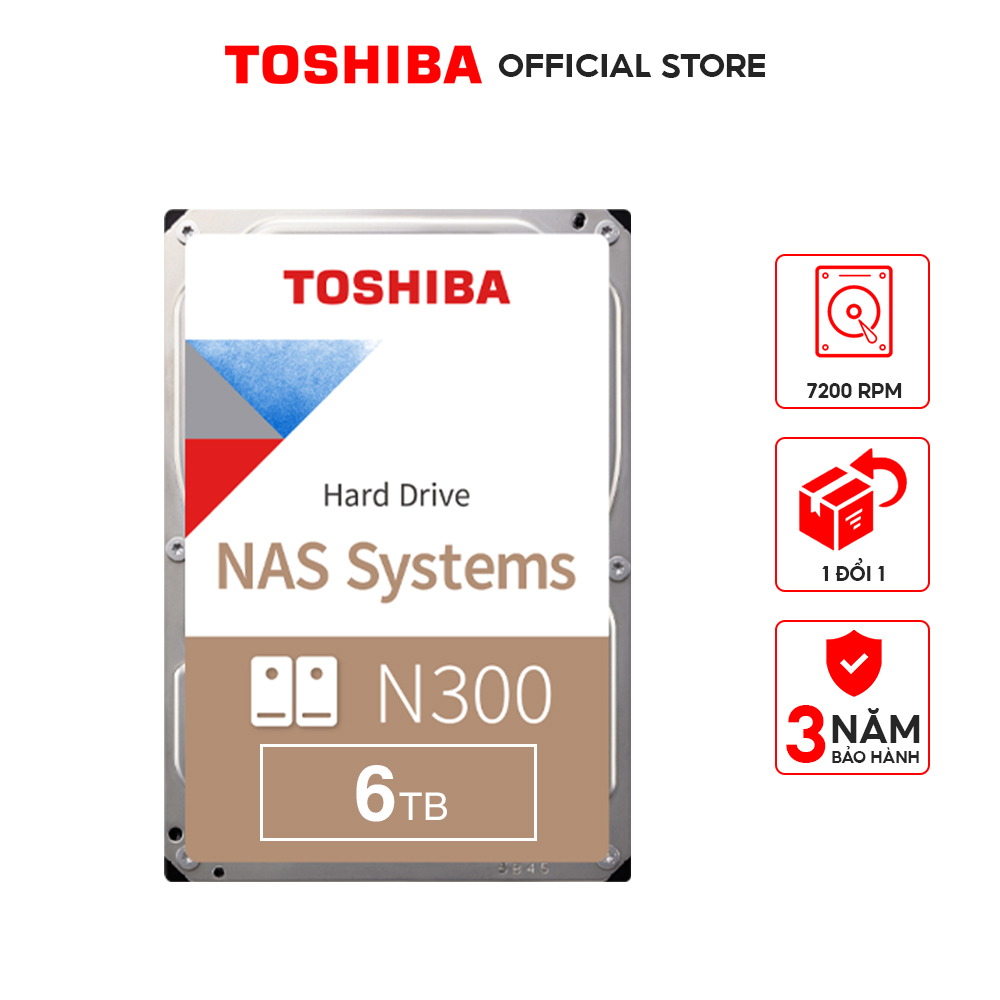 TOSHIBA OFFICIAL STORE
TOSHIBA
Hard Drive
NAS Systems
N300
6TB
7200 RPM
1 ĐỔI 1
3 NĂM
BẢO HÀNH